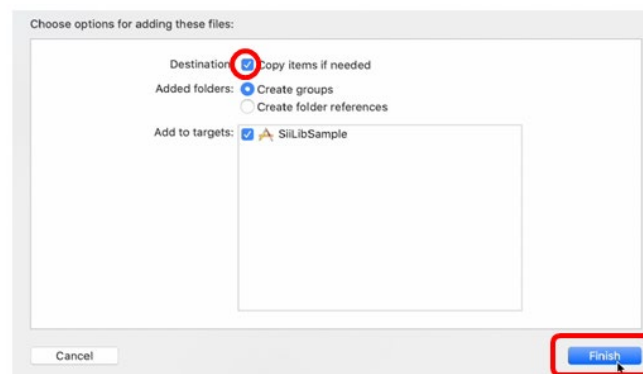 Choose options for adding these files:
Destination: Copy items if needed
Added folders: Create groups
Create folder references
Add to targets: SiiLibSample
Cancel Finish